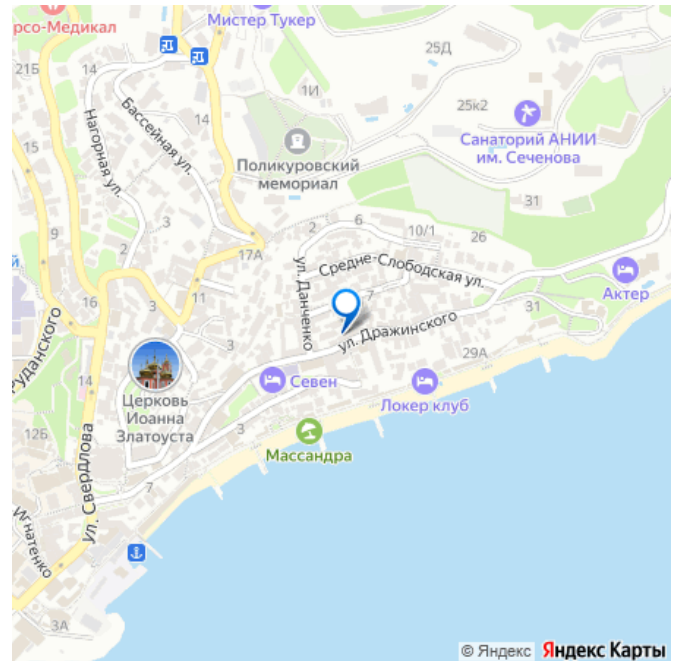 рсо-Медикал
Мистер Тукер
25Д
21Б
14
1И
25к2
Нагорная ул.
Бассейная ул.
14
15
Поликуровский
мемориал
Санаторий АНИИ
им. Сеченова
31
3
2
6
10/1
26
9
17А
Средне-Слободская ул.
ул. Данченко
7
Актер
16
11
31
ул. Дражинского
Руданского
3
29А
14
Севен
Локер клуб
Церковь
Иоанна
Златоуста
12Б
3
Массандра
ул. Свердлова
7
Игнатенко
3А
© Яндекс Яндекс Карты